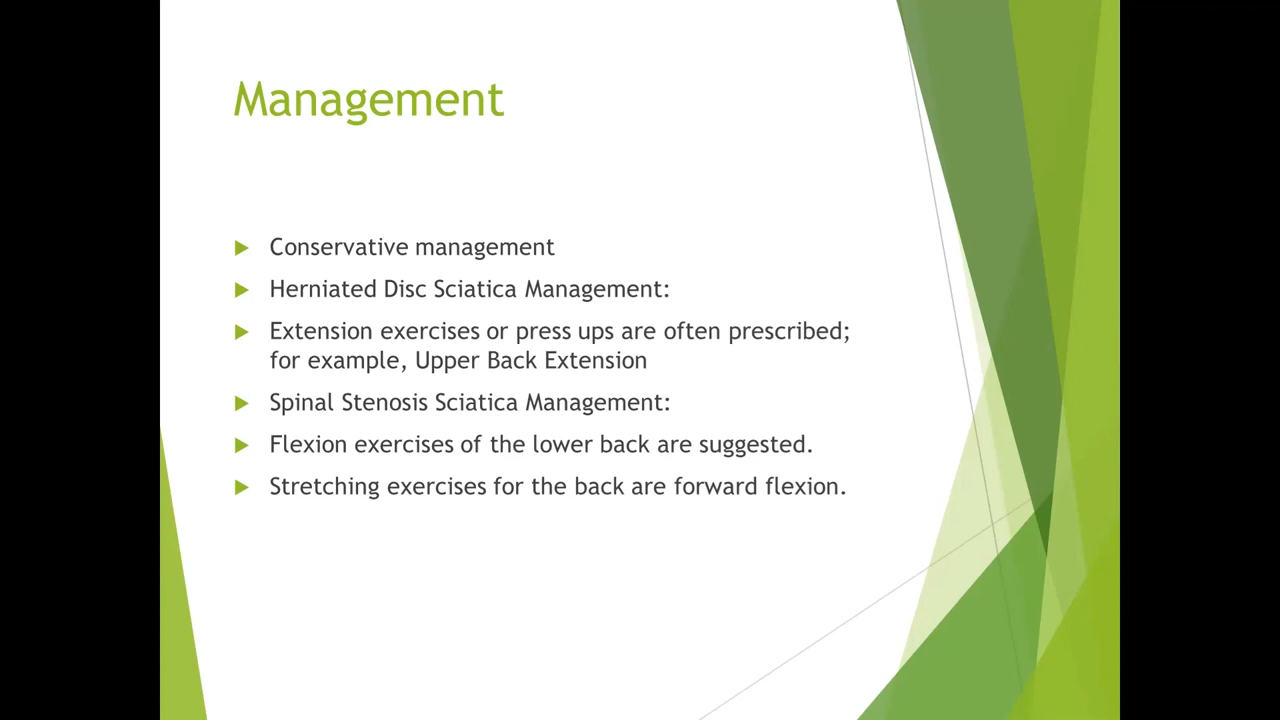 Management
Conservative management
Herniated Disc Sciatica Management:
Extension exercises or press ups are often prescribed;
for example, Upper Back Extension
Spinal Stenosis Sciatica Management:
Flexion exercises of the lower back are suggested.
Stretching exercises for the back are forward flexion.